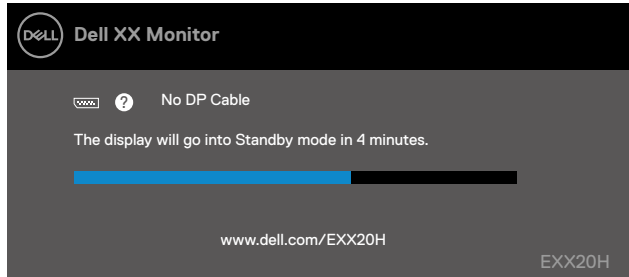 DELL Dell XX Monitor
? No DP Cable
The display will go into Standby mode in 4 minutes.
www.dell.com/EXX20H
EXX20H